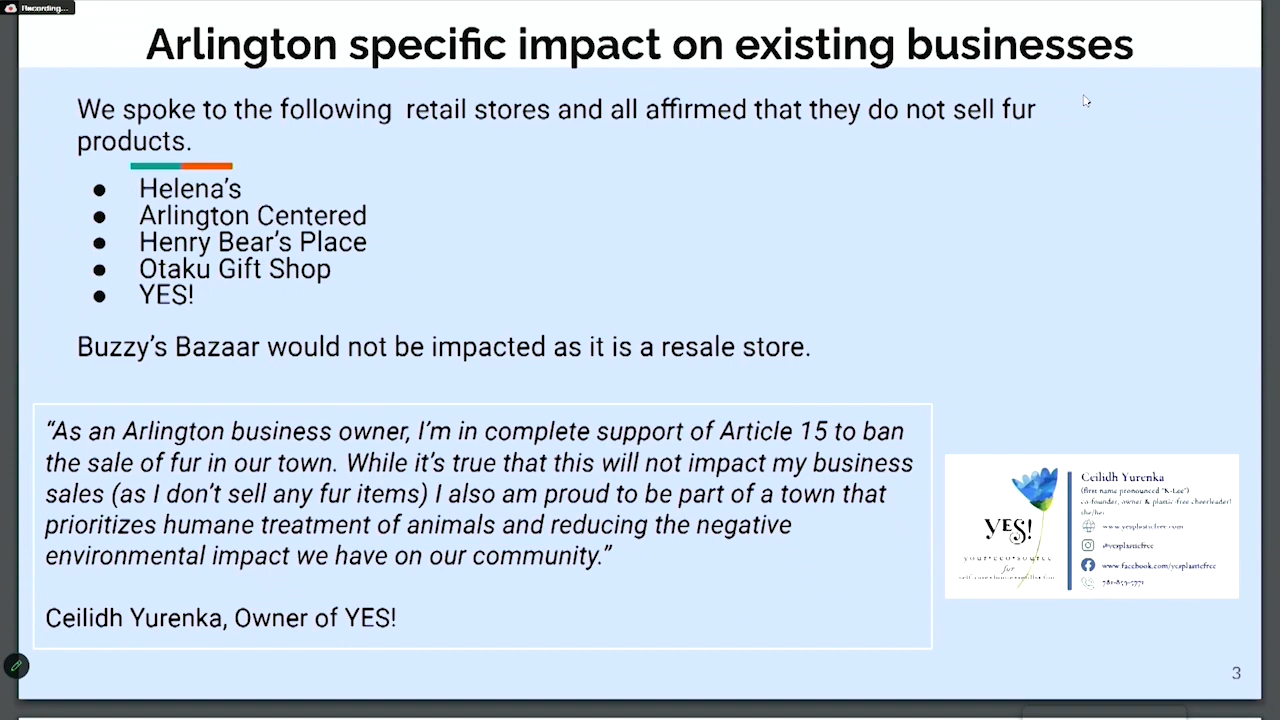 Recording...
Arlington specific impact on existing businesses
We spoke to the following retail stores and all affirmed that they do not sell fur
products.
● Helena’s
● Arlington Centered
● Henry Bear’s Place
● Otaku Gift Shop
● YES!
Buzzy’s Bazaar would not be impacted as it is a resale store.
“As an Arlington business owner, I’m in complete support of Article 15 to ban
the sale of fur in our town. While it’s true that this will not impact my business
sales (as I don’t sell any fur items) I also am proud to be part of a town that
prioritizes humane treatment of animals and reducing the negative
environmental impact we have on our community.”
Ceilidh Yurenka, Owner of YES!
YES!
your•eco•source
for
Ceilidh Yurenka
(first name pronounced "K-Lee")
co-founder, owner & plastic-free cheerleader!
she/her
www.yesplasticfree.com
@yesplasticfree
www.facebook.com/yesplasticfree
3